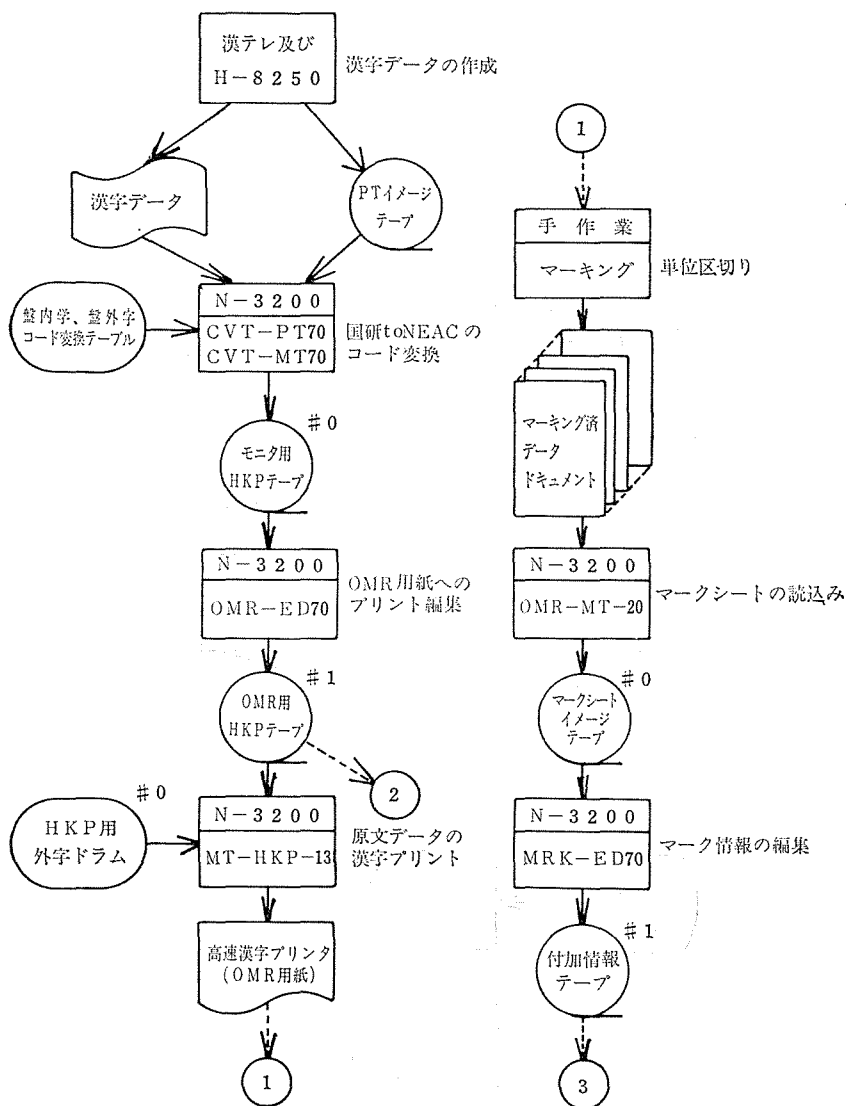 漢テレ及び
H-8250
漢字データの作成
漢字データ
PTイメージ
テープ
盤内学、盤外字
コード変換テーブル
N-3200
CVT-PT70
CVT-MT70
国研toNEACの
コード変換
#0
モニタ用
HKPテープ
N-3200
OMR-ED70
OMR用紙への
プリント編集
#1
OMR用
HKPテープ
2
#0
HKP用
外字ドラム
N-3200
MT-HKP-13
原文データの
漢字プリント
高速漢字プリンタ
(OMR用紙)
1
1
手作業
マーキング
単位区切り
マーキング済
データ
ドキュメント
N-3200
OMR-MT-20
マークシートの読込み
#0
マークシート
イメージ
テープ
N-3200
MRK-ED70
マーク情報の編集
#1
付加情報
テープ
3